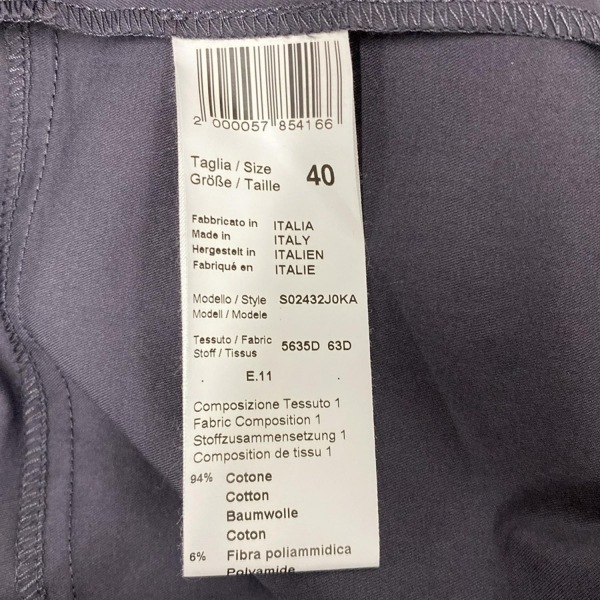 2 000057 854166
Taglia / Size
Größe / Taille 40
Fabbricato in ITALIA
Made in ITALY
Hergestelt in ITALIEN
Fabriqué en ITALIE
Modello / Style S02432J0KA
Modell / Modele
Tessuto / Fabric 5635D 63D
Stoff / Tissus
. E.11 .
Composizione Tessuto 1
Fabric Composition 1
Stoffzusammensetzung 1
Composition de tissu 1
94% Cotone
Cotton
Baumwolle
Coton
6% Fibra poliammidica
Polyamide